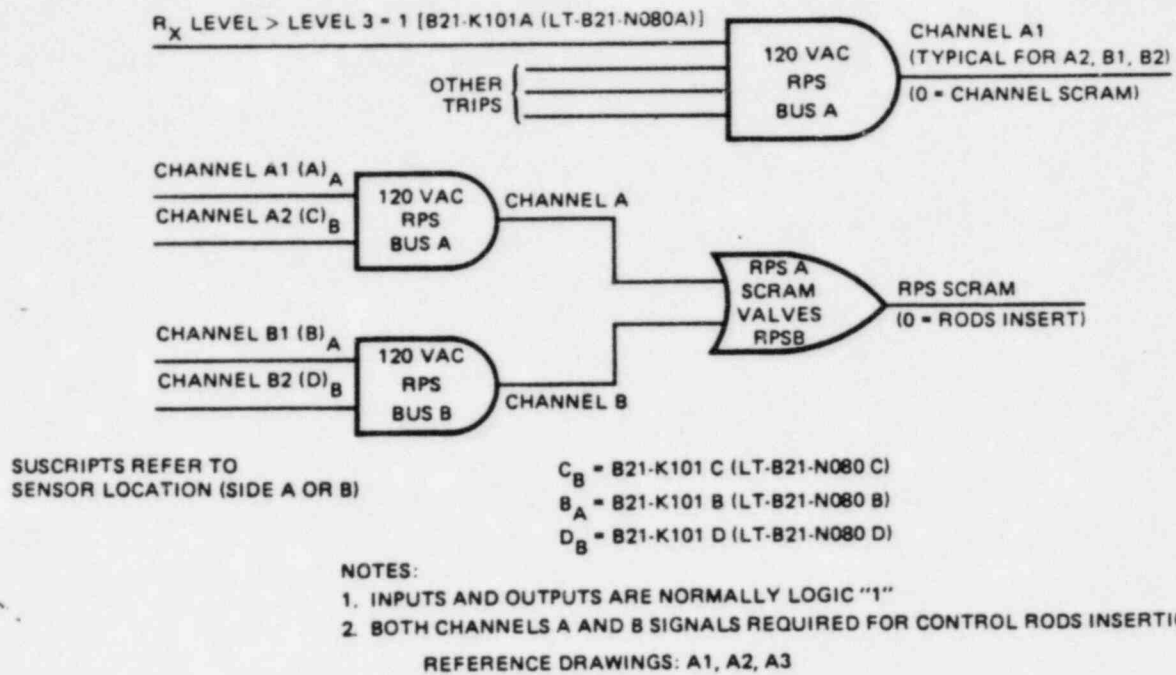 Rx LEVEL > LEVEL 3 = 1 [B21-K101A (LT-B21-N080A)]
OTHER
TRIPS
120 VAC
RPS
BUS A
CHANNEL A1
(TYPICAL FOR A2, B1, B2)
(0 = CHANNEL SCRAM)
CHANNEL A1 (A)A
CHANNEL A2 (C)B
120 VAC
RPS
BUS A
CHANNEL A
CHANNEL B1 (B)A
CHANNEL B2 (D)B
120 VAC
RPS
BUS B
CHANNEL B
RPS A
SCRAM
VALVES
RPSB
RPS SCRAM
(0 = RODS INSERT)
SUSCRIPTS REFER TO
SENSOR LOCATION (SIDE A OR B)
CB = B21-K101 C (LT-B21-N080 C)
BA = B21-K101 B (LT-B21-N080 B)
DB = B21-K101 D (LT-B21-N080 D)
NOTES:
1. INPUTS AND OUTPUTS ARE NORMALLY LOGIC "1"
2. BOTH CHANNELS A AND B SIGNALS REQUIRED FOR CONTROL RODS INSERTI
REFERENCE DRAWINGS: A1, A2, A3